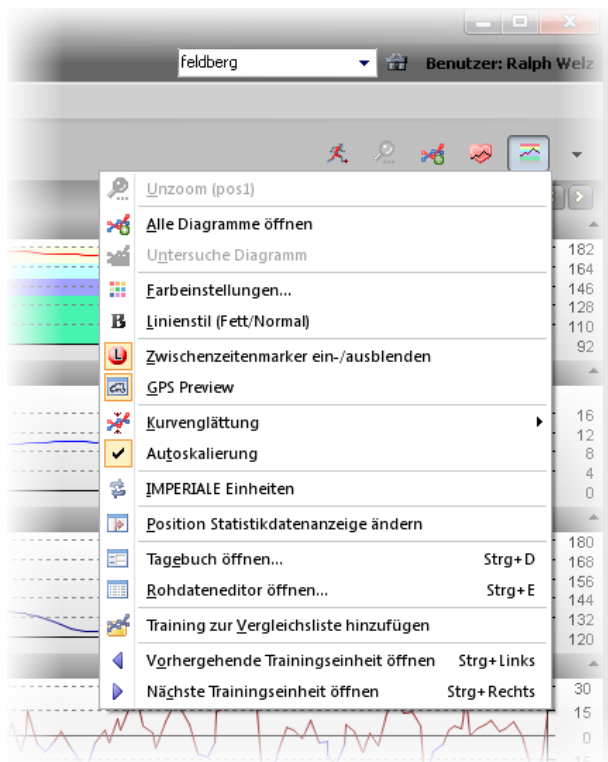 feldberg
Benutzer: Ralph Welz
Unzoom (pos1)
Alle Diagramme öffnen
Untersuche Diagramm
Farbeinstellungen...
B Linienstil (Fett/Normal)
L Zwischenzeitenmarker ein-/ausblenden
GPS Preview
Kurvenglättung
Autoskalierung
IMPERIALE Einheiten
Position Statistikdatenanzeige ändern
Tagebuch öffnen... Strg+D
Rohdateneditor öffnen... Strg+E
Training zur Vergleichsliste hinzufügen
Vorhergehende Trainingseinheit öffnen Strg+Links
Nächste Trainingseinheit öffnen Strg+Rechts
182
164
146
128
110
92
16
12
8
4
0
180
168
156
144
132
120
30
15
0